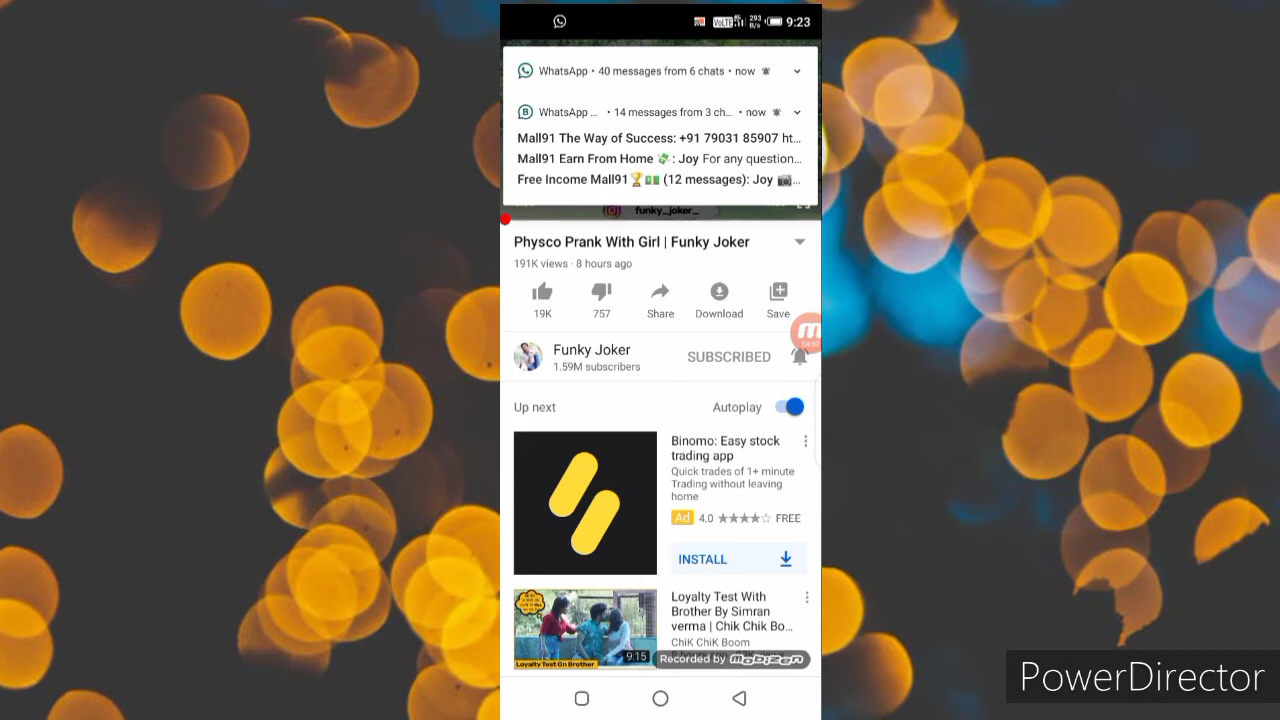 VoLTE 4G 293 B/s 9:23
WhatsApp • 40 messages from 6 chats • now
B WhatsApp ... • 14 messages from 3 ch... • now
Mall91 The Way of Success: +91 79031 85907 ht...
Mall91 Earn From Home 💸: Joy For any question...
Free Income Mall91🏆💵 (12 messages): Joy 📷...
funky_joker_
Physco Prank With Girl | Funky Joker
191K views · 8 hours ago
19K 757 Share Download Save
04:00
Funky Joker
1.59M subscribers
SUBSCRIBED
Up next
Autoplay
Binomo: Easy stock
trading app
Quick trades of 1+ minute
Trading without leaving
home
Ad 4.0 ★★★★☆ FREE
INSTALL
Loyalty Test With
Brother By Simran
verma | Chik Chik Bo...
ChiK ChiK Boom
9:15
Loyalty Test On Brother
Recorded by mobizen
PowerDirector